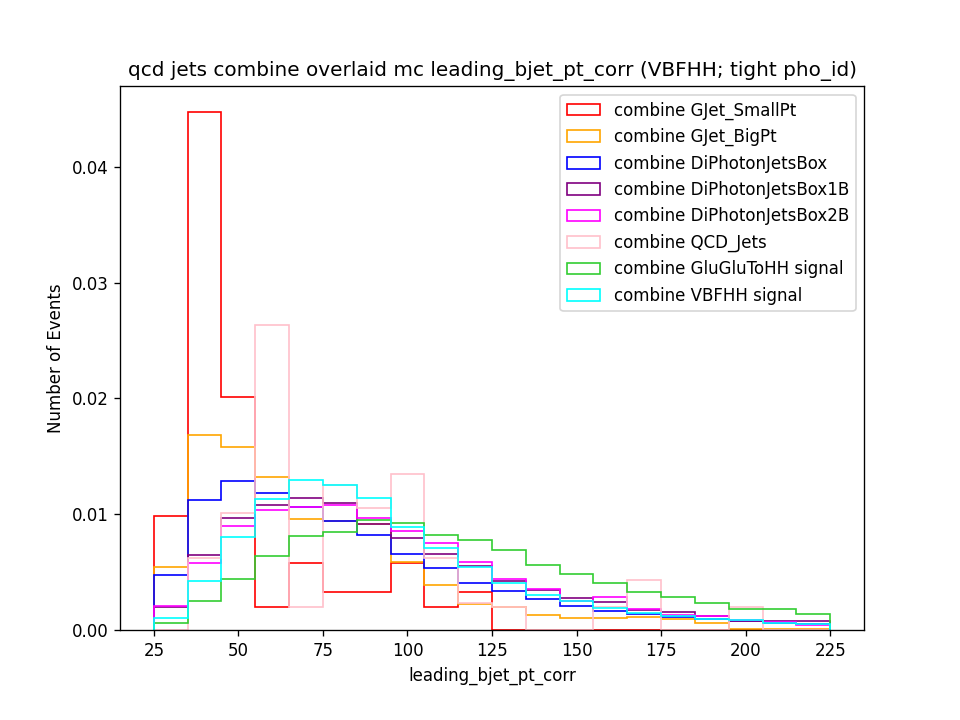 qcd jets combine overlaid mc leading_bjet_pt_corr (VBFHH; tight pho_id)
combine GJet_SmallPt
combine GJet_BigPt
combine DiPhotonJetsBox
combine DiPhotonJetsBox1B
combine DiPhotonJetsBox2B
combine QCD_Jets
combine GluGluToHH signal
combine VBFHH signal
0.04
0.03
0.02
0.01
0.00
Number of Events
25 50 75 100 125 150 175 200 225
leading_bjet_pt_corr